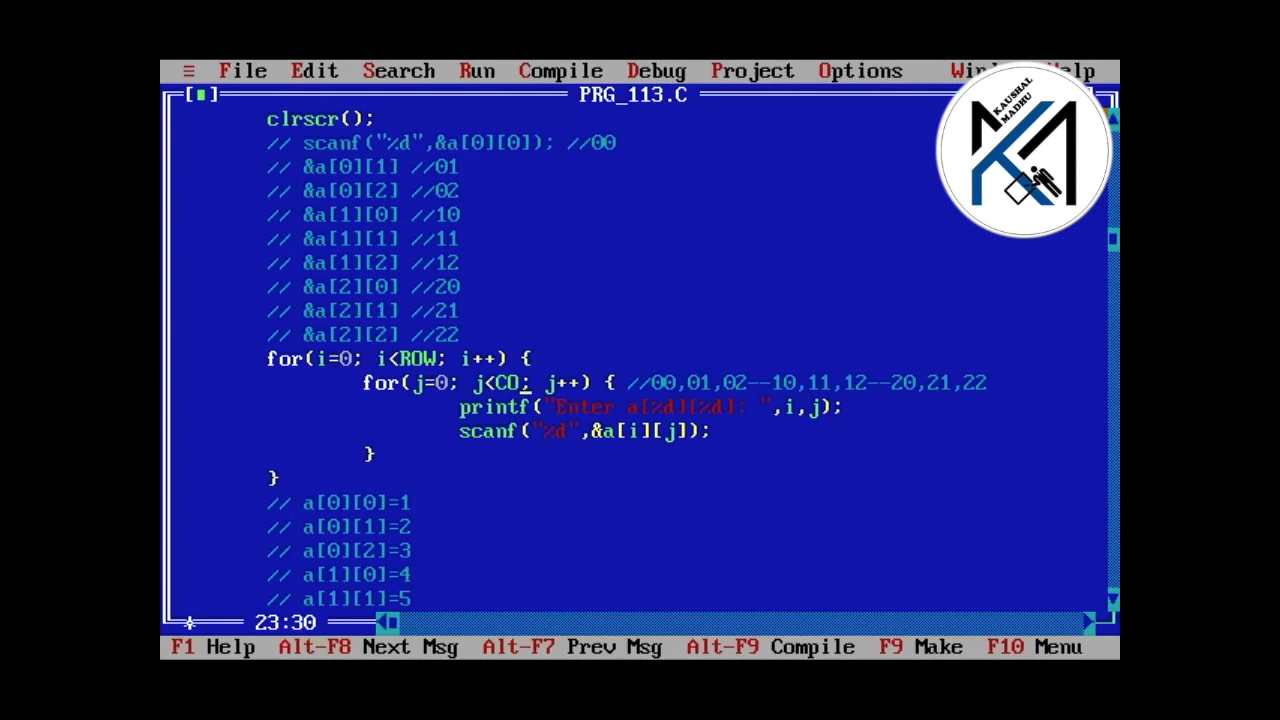 ≡ File Edit Search Run Compile Debug Project Options Help
KAUSHAL
MADHU
[■] PRG_113.C
clrscr();
// scanf("%d",&a[0][0]); //00
// &a[0][1] //01
// &a[0][2] //02
// &a[1][0] //10
// &a[1][1] //11
// &a[1][2] //12
// &a[2][0] //20
// &a[2][1] //21
// &a[2][2] //22
for(i=0; i<ROW; i++) {
for(j=0; j<CO; j++) { //00,01,02--10,11,12--20,21,22
printf("Enter a[%d][%d]: ",i,j);
scanf("%d",&a[i][j]);
}
}
// a[0][0]=1
// a[0][1]=2
// a[0][2]=3
// a[1][0]=4
// a[1][1]=5
* 23:30
F1 Help Alt-F8 Next Msg Alt-F7 Prev Msg Alt-F9 Compile F9 Make F10 Menu